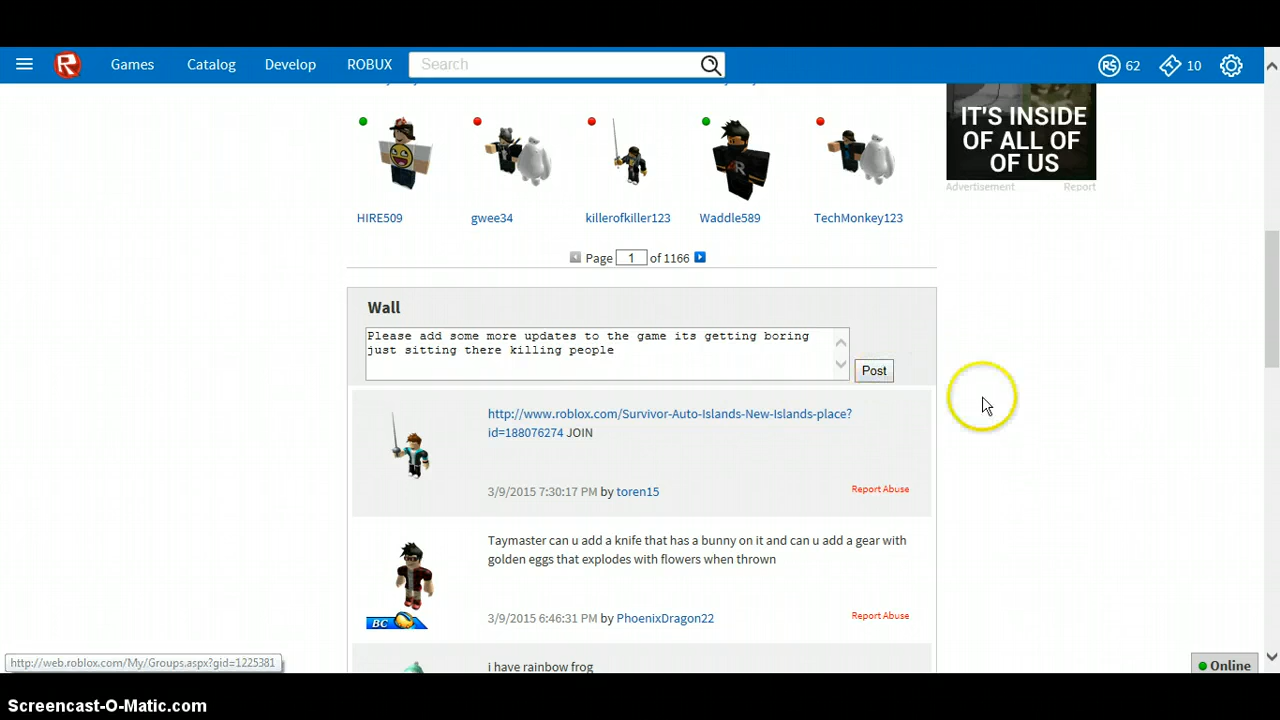 Games Catalog Develop ROBUX Search 62 10
IT'S INSIDE
OF ALL OF
OF US
Advertisement Report
HIRE509 gwee34 killerofkiller123 Waddle589 TechMonkey123
Page 1 of 1166
Wall
Please add some more updates to the game its getting boring
just sitting there killing people
Post
http://www.roblox.com/Survivor-Auto-Islands-New-Islands-place?
id=188076274 JOIN
3/9/2015 7:30:17 PM by toren15 Report Abuse
Taymaster can u add a knife that has a bunny on it and can u add a gear with
golden eggs that explodes with flowers when thrown
BC
3/9/2015 6:46:31 PM by PhoenixDragon22 Report Abuse
i have rainbow frog
http://web.roblox.com/My/Groups.aspx?gid=1225381
Online
Screencast-O-Matic.com